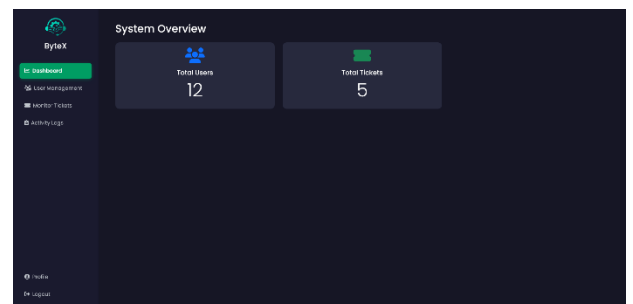 ByteX
Dashboard
User Management
Monitor Tickets
Activity Logs
Profile
Logout
System Overview
Total Users
12
Total Tickets
5